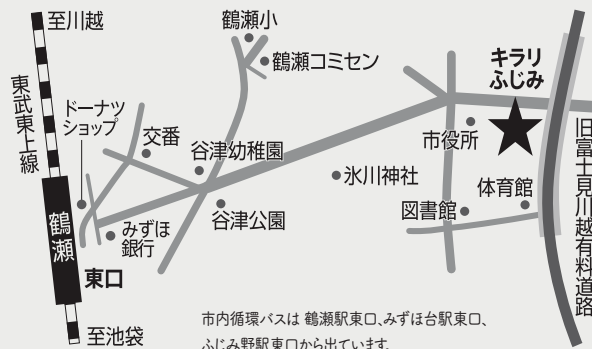 至川越
鶴瀬小
鶴瀬コミセン
キラリ
ふじみ
東武東上線
ドーナツ
ショップ
交番
谷津幼稚園
市役所
氷川神社
体育館
図書館
旧富士見川越有料道路
鶴瀬
みずほ
銀行
谷津公園
東口
至池袋
市内循環バスは 鶴瀬駅東口、みずほ台駅東口、
ふじみ野駅東口から出ています。